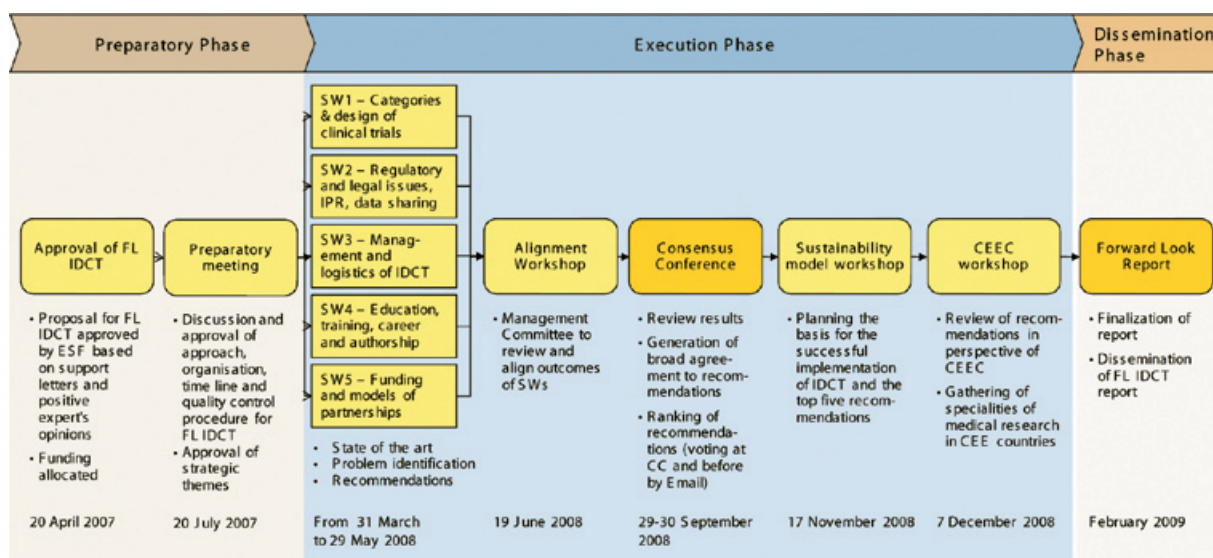 Preparatory Phase
Execution Phase
Dissemination
Phase
SW1 – Categories
& design of
clinical trials
SW2 – Regulatory
and legal issues,
IPR, data sharing
SW3 – Manage-
ment and
logistics of IDCT
SW4 – Education,
training, career
and authorship
SW5 – Funding
and models of
partnerships
Approval of FL
IDCT
Preparatory
meeting
Alignment
Workshop
Consensus
Conference
Sustainability
model workshop
CEEC
workshop
Forward Look
Report
• Proposal for FL
IDCT approved
by ESF based
on support
letters and
positive
expert's
opinions
• Funding
allocated
• Discussion and
approval of
approach,
organisation,
time line and
quality control
procedure for
FL IDCT
• Approval of
strategic
themes
• State of the art
• Problem identification
• Recommendations
• Management
Committee to
review and
align outcomes
of SWs
• Review results
• Generation of
broad agree-
ment to recom-
mendations
• Ranking of
recommenda-
tions (voting at
CC and before
by Email)
• Planning the
basis for the
successful
implementation
of IDCT and the
top five recom-
mendations
• Review of recom-
mendations in
perspective of
CEEC
• Gathering of
specialities of
medical research
in CEE countries
• Finalization of
report
• Dissemination
of FL IDCT
report
20 April 2007
20 July 2007
From 31 March
to 29 May 2008
19 June 2008
29-30 September
2008
17 November 2008
7 December 2008
February 2009